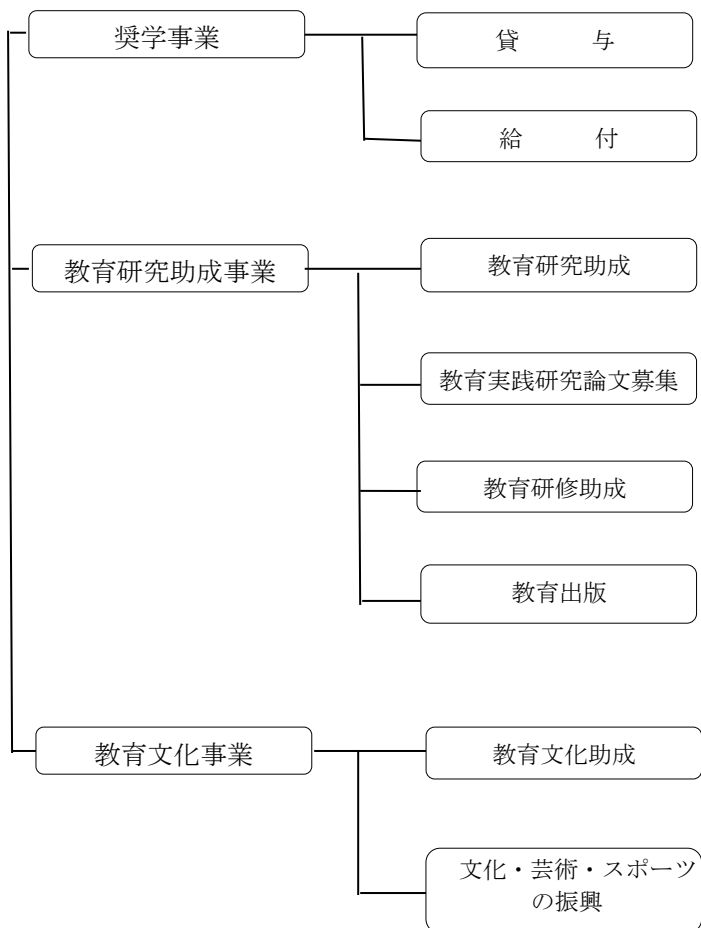 奨学事業
貸　　与
給　　付
教育研究助成事業
教育研究助成
教育実践研究論文募集
教育研修助成
教育出版
教育文化事業
教育文化助成
文化・芸術・スポーツ
の振興